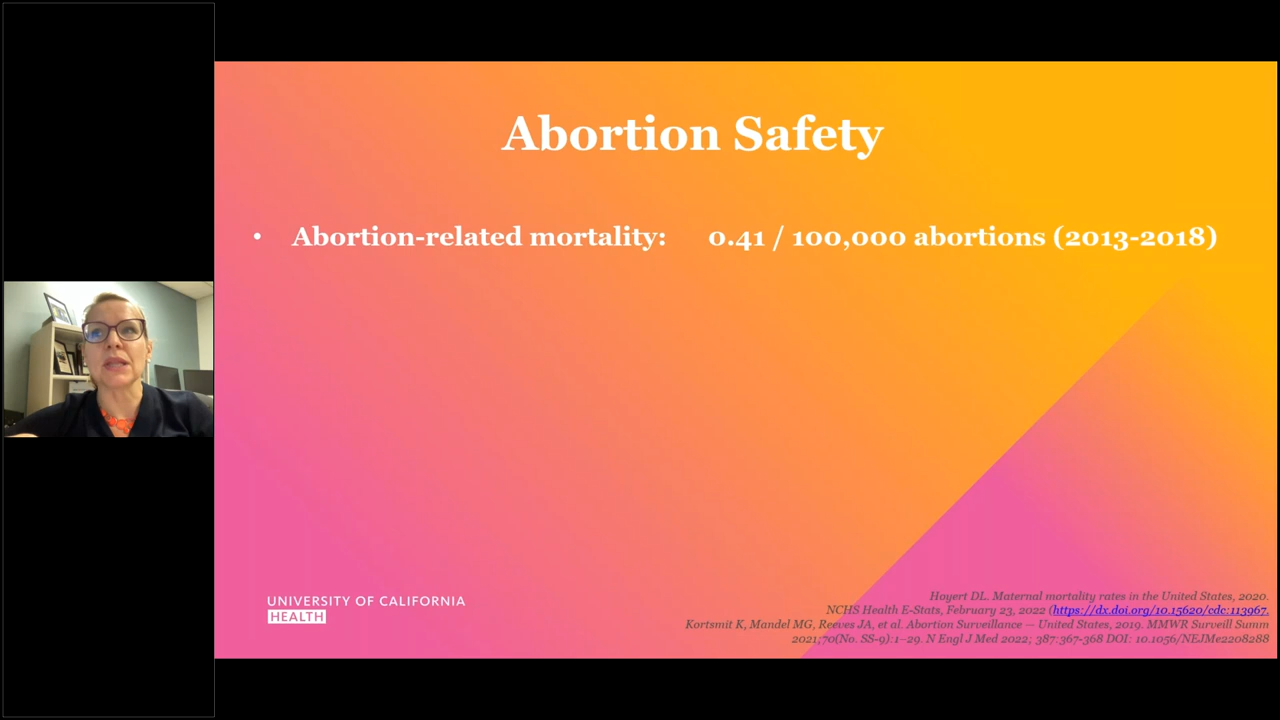 Abortion Safety
• Abortion-related mortality: 0.41 / 100,000 abortions (2013-2018)
UNIVERSITY OF CALIFORNIA
HEALTH
Hoyert DL. Maternal mortality rates in the United States, 2020.
NCHS Health E-Stats, February 23, 2022 (https://dx.doi.org/10.15620/cdc:113967.
Kortsmit K, Mandel MG, Reeves JA, et al. Abortion Surveillance — United States, 2019. MMWR Surveill Summ
2021;70(No. SS-9):1–29. N Engl J Med 2022; 387:367-368 DOI: 10.1056/NEJMe2208288